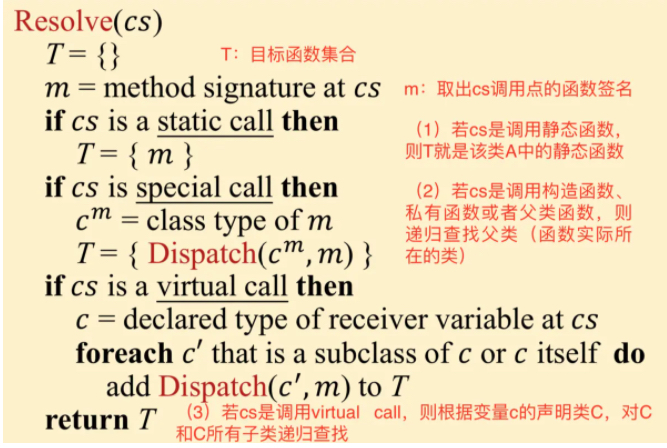 Resolve(cs)
T = {} T：目标函数集合
m = method signature at cs m：取出cs调用点的函数签名
if cs is a static call then
T = { m }
（1）若cs是调用静态函数，
则T就是该类A中的静态函数
if cs is special call then
c^m = class type of m
T = { Dispatch(c^m, m) }
（2）若cs是调用构造函数、
私有函数或者父类函数，则
递归查找父类（函数实际所
在的类）
if cs is a virtual call then
c = declared type of receiver variable at cs
foreach c′ that is a subclass of c or c itself do
add Dispatch(c′, m) to T
return T
（3）若cs是调用virtual call，则根据变量c的声明类C，对C
和C所有子类递归查找